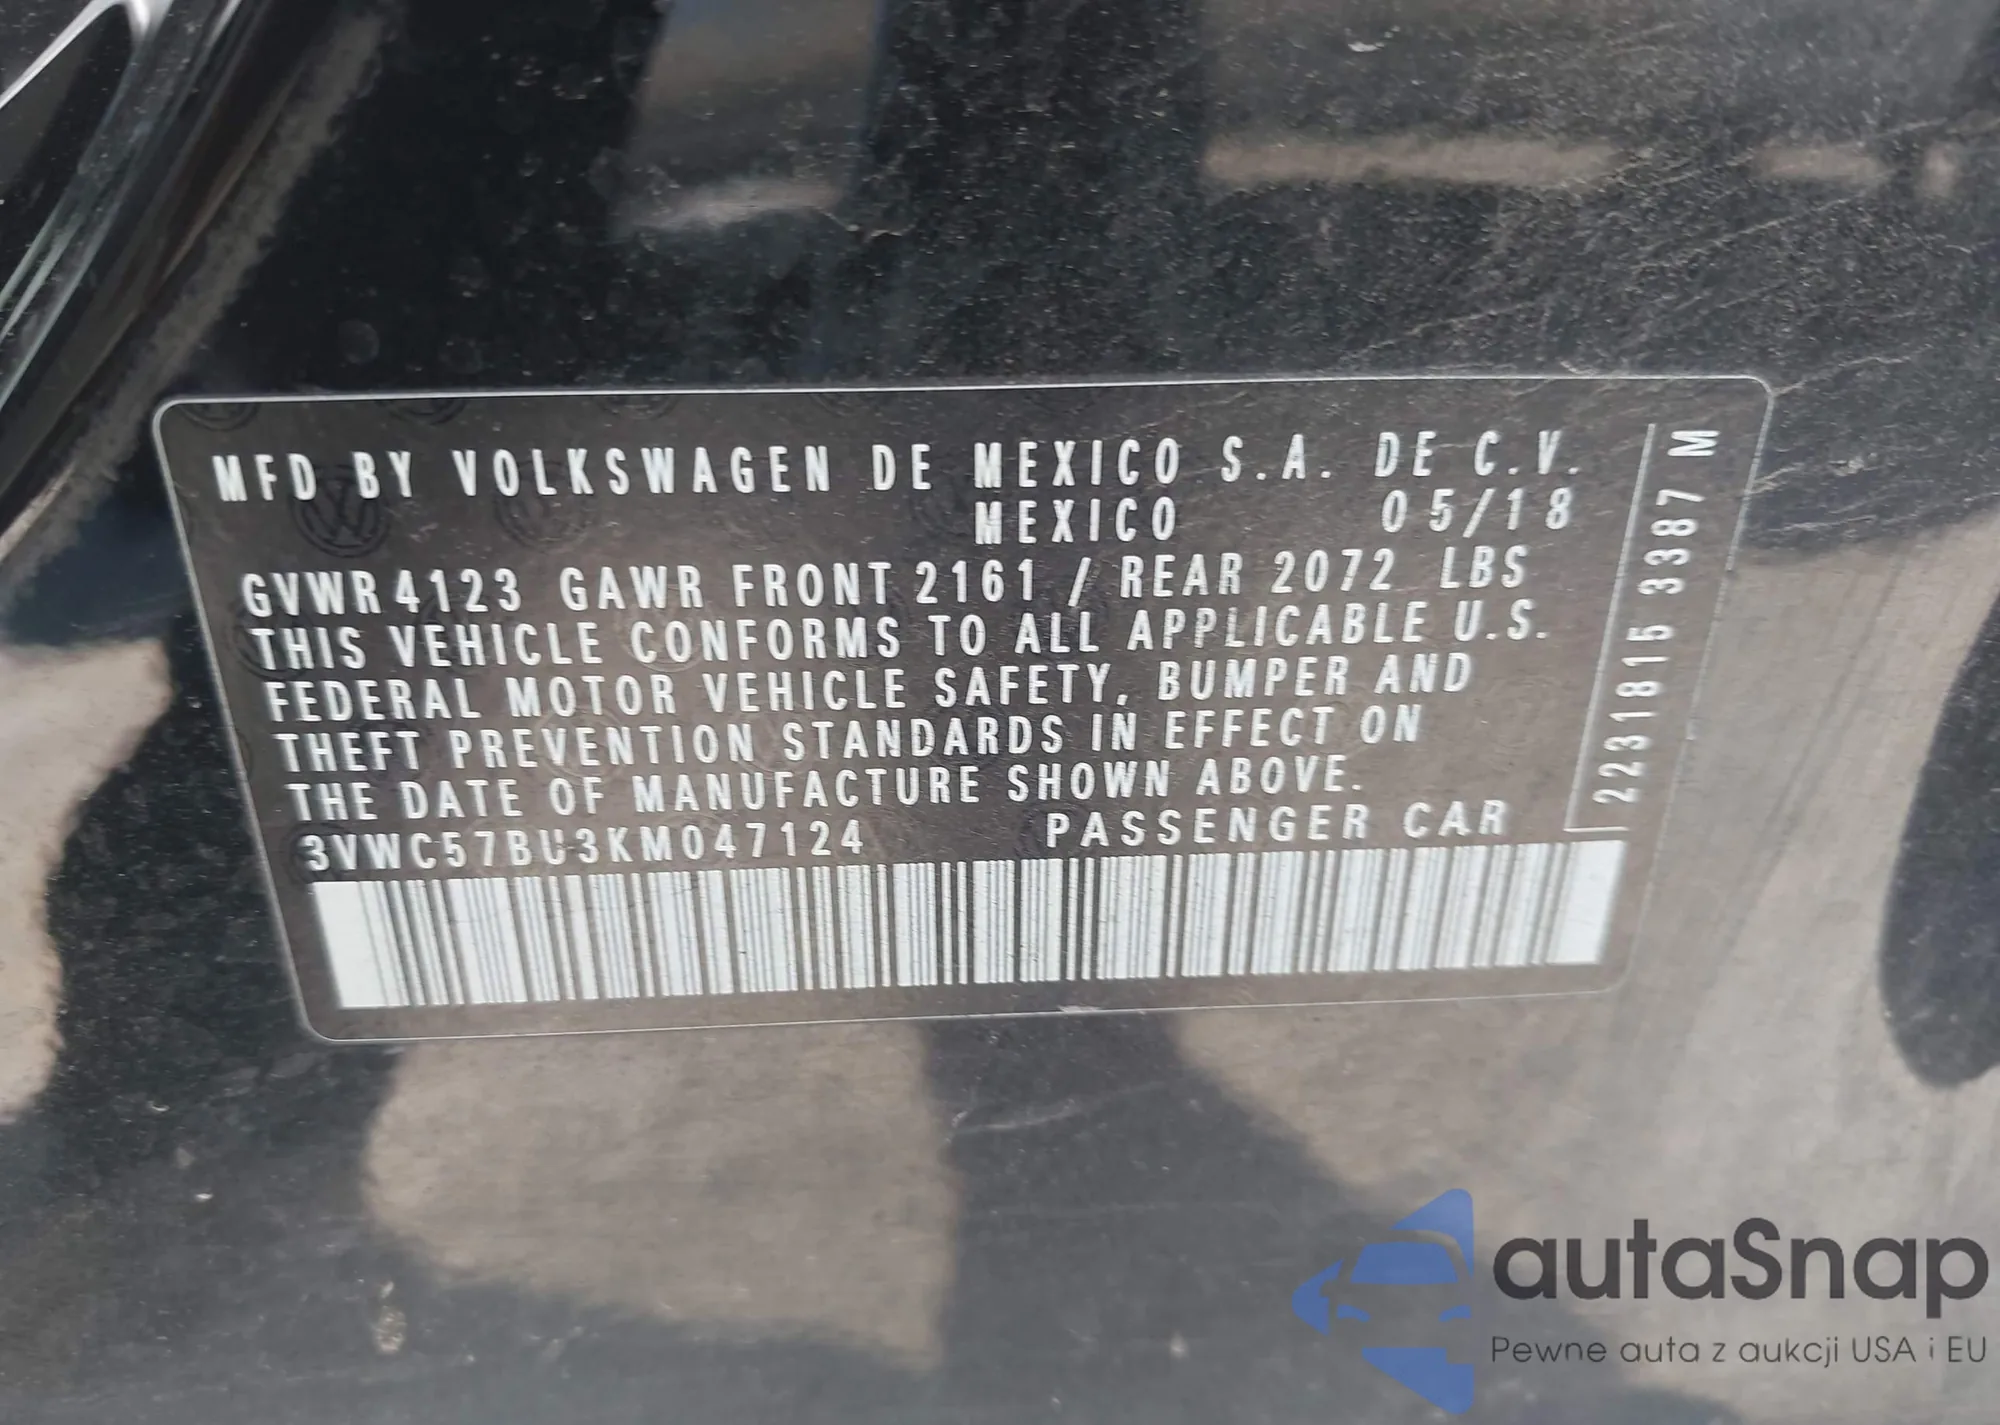 MFD BY VOLKSWAGEN DE MEXICO S.A. DE C.V.
MEXICO 05/18
GVWR 4123 GAWR FRONT 2161 / REAR 2072 LBS
THIS VEHICLE CONFORMS TO ALL APPLICABLE U.S.
FEDERAL MOTOR VEHICLE SAFETY, BUMPER AND
THEFT PREVENTION STANDARDS IN EFFECT ON
THE DATE OF MANUFACTURE SHOWN ABOVE.
3VWC57BU3KM047124 PASSENGER CAR
2231815 3387 M
autaSnap
Pewne auta z aukcji USA i EU